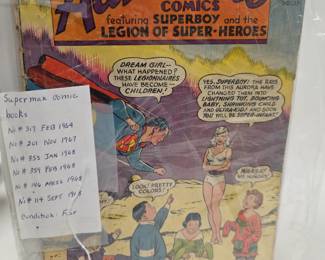 COMICS
featuring SUPERBOY and the
LEGION OF SUPER-HEROES
DREAM GIRL--
WHAT HAPPENED?
THESE LEGIONNAIRES
HAVE BECOME--
CHILDREN!
YES, SUPERBOY! THE RAYS
FROM THIS AURORA HAVE
CHANGED THEM INTO
LIGHTNING TOT, BOUNCING
BABY, SHRINKING CHILD
AND ULTRA-KID! AND SOON
YOU WILL BE SUPER-INFANT!
LOOK! PRETTY
COLORS!
Superman Comic
books
No# 317 Feb 1964
No# 201 Nov 1967
No# 355 Jan 1968
No# 359 Feb 1968
No# 146 March 1968
No# 114 Sept 1968
Condition: Fair